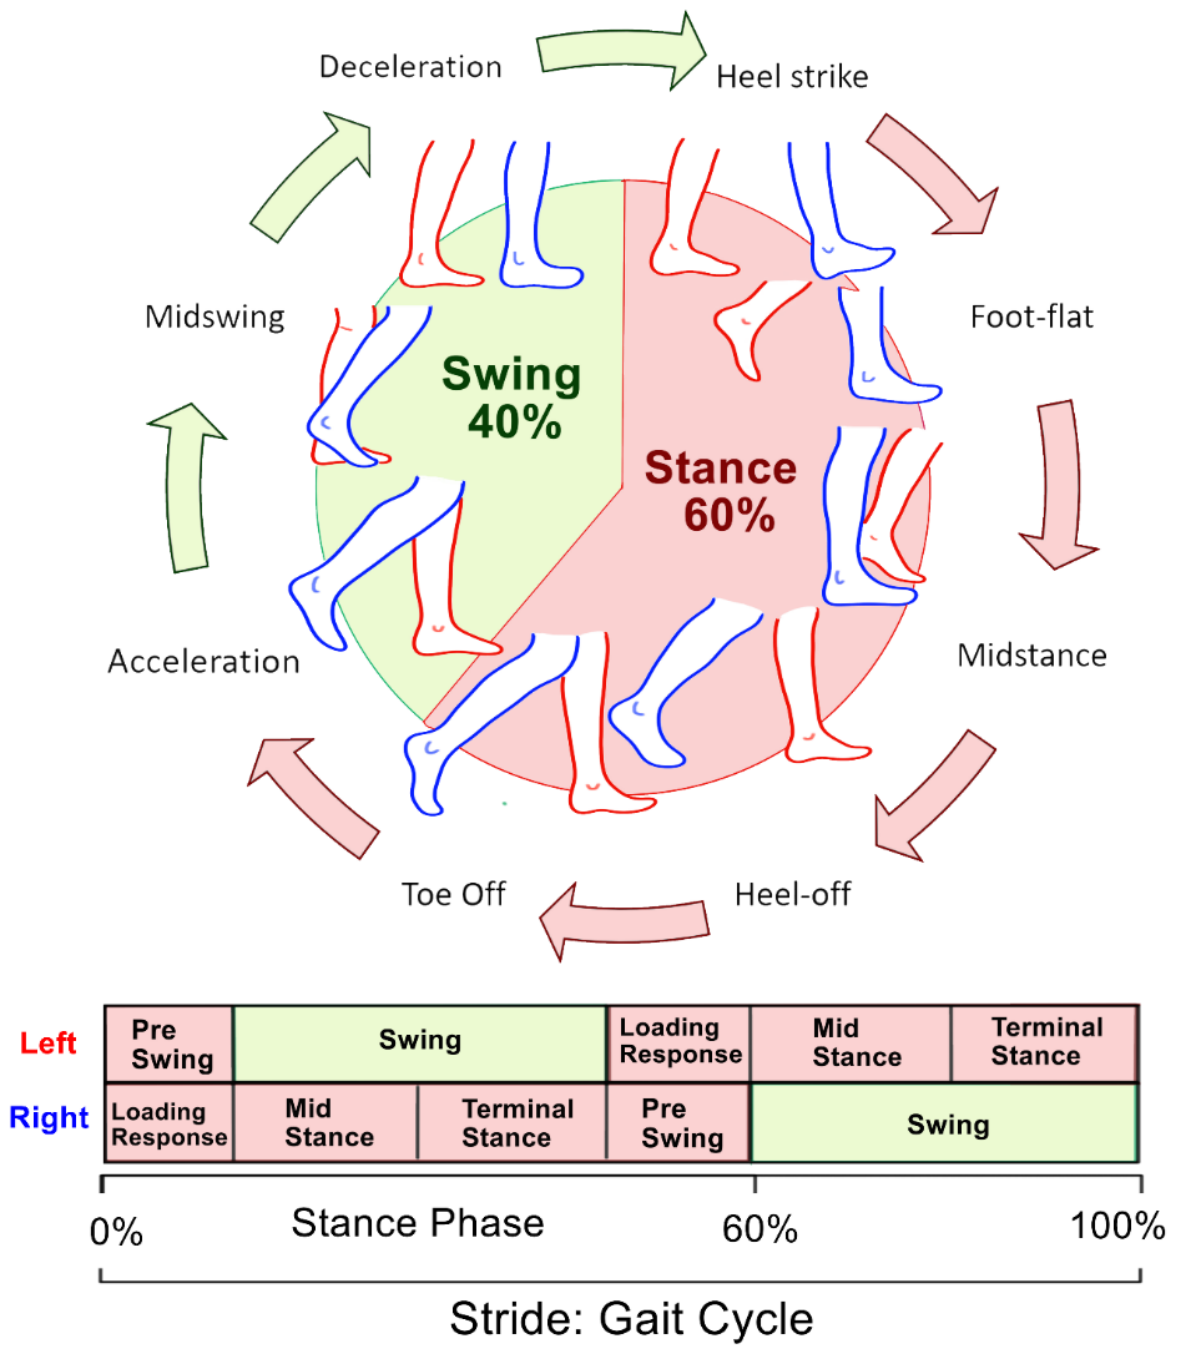 Deceleration
Heel strike
Midswing
Foot-flat
Swing
40%
Stance
60%
Acceleration
Midstance
Toe Off
Heel-off
Left
Pre
Swing
Swing
Loading
Response
Mid
Stance
Terminal
Stance
Right
Loading
Response
Mid
Stance
Terminal
Stance
Pre
Swing
Swing
0%
Stance Phase
60%
100%
Stride: Gait Cycle